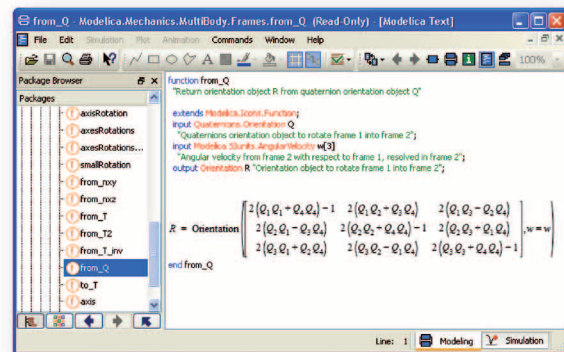 from_Q - Modelica.Mechanics.MultiBody.Frames.from_Q (Read-Only) - [Modelica Text]
File Edit Simulation Plot Animation Commands Window Help
100%
Package Browser
Packages
axisRotation
axesRotations
axesRotations...
smallRotation
from_nxy
from_nxz
from_T
from_T2
from_T_inv
from_Q
to_T
axis
function from_Q
"Return orientation object R from quaternion orientation object Q"
extends Modelica.Icons.Function;
input Quaternions.Orientation Q
"Quaternions orientation object to rotate frame 1 into frame 2";
input Modelica.SIunits.AngularVelocity w[3]
"Angular velocity from frame 2 with respect to frame 1, resolved in frame 2";
output Orientation R "Orientation object to rotate frame 1 into frame 2";
2(Q₁Q₁ + Q₄Q₄) − 1 2(Q₁Q₂ + Q₃Q₄) 2(Q₁Q₃ − Q₂Q₄)
R = Orientation [ 2(Q₂Q₁ − Q₃Q₄) 2(Q₂Q₂ + Q₄Q₄) − 1 2(Q₂Q₃ + Q₁Q₄) ], w = w
2(Q₃Q₁ + Q₂Q₄) 2(Q₃Q₂ − Q₁Q₄) 2(Q₃Q₃ + Q₄Q₄) − 1
end from_Q
Line: 1 Modeling Simulation